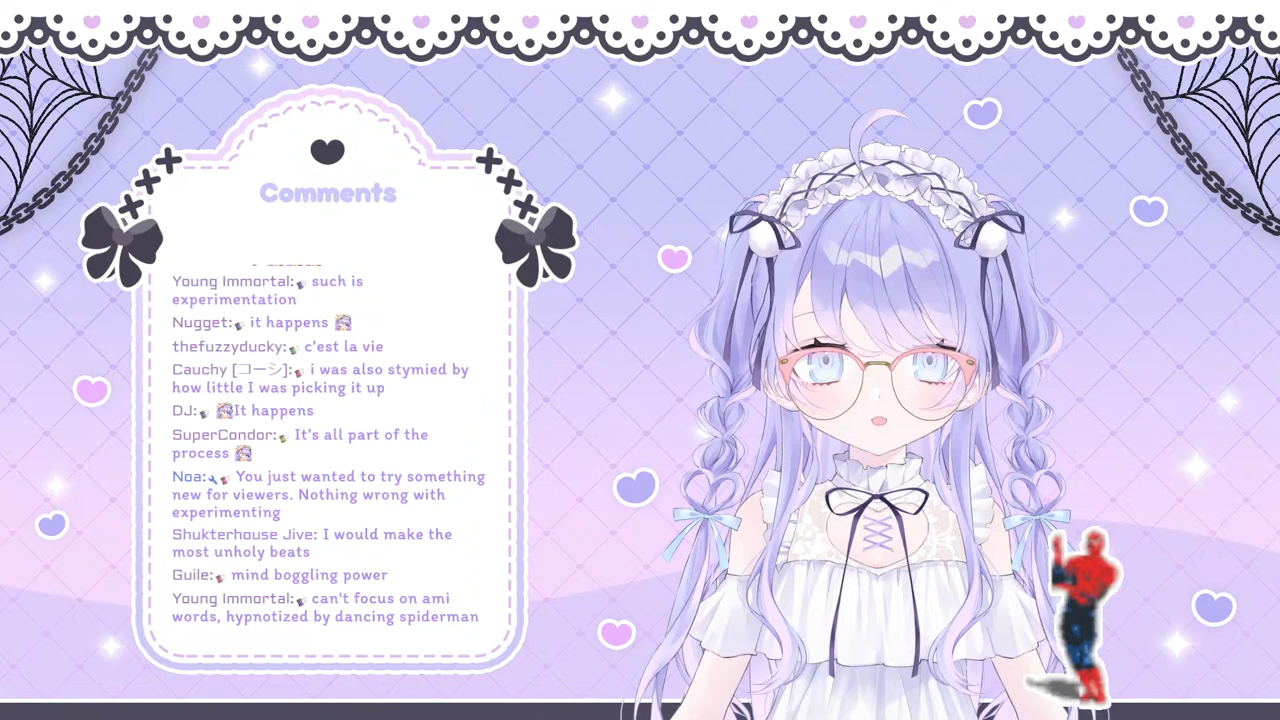 Comments
Young Immortal: such is
experimentation
Nugget: it happens
thefuzzyducky: c'est la vie
Cauchy [コーシ]: i was also stymied by
how little I was picking it up
DJ: It happens
SuperCondor: It's all part of the
process
Noa: You just wanted to try something
new for viewers. Nothing wrong with
experimenting
Shukterhouse Jive: I would make the
most unholy beats
Guile: mind boggling power
Young Immortal: can't focus on ami
words, hypnotized by dancing spiderman